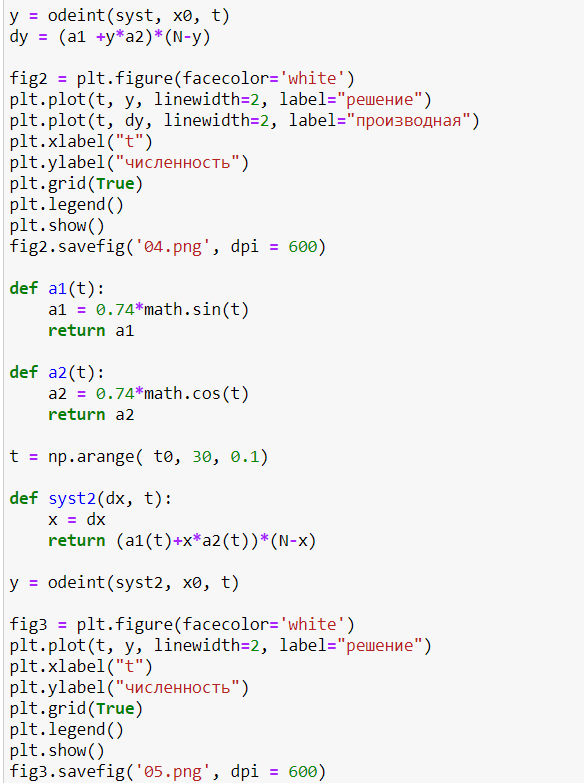 y = odeint(syst, x0, t)
dy = (a1 +y*a2)*(N-y)

fig2 = plt.figure(facecolor='white')
plt.plot(t, y, linewidth=2, label="решение")
plt.plot(t, dy, linewidth=2, label="производная")
plt.xlabel("t")
plt.ylabel("численность")
plt.grid(True)
plt.legend()
plt.show()
fig2.savefig('04.png', dpi = 600)

def a1(t):
    a1 = 0.74*math.sin(t)
    return a1

def a2(t):
    a2 = 0.74*math.cos(t)
    return a2

t = np.arange( t0, 30, 0.1)

def syst2(dx, t):
    x = dx
    return (a1(t)+x*a2(t))*(N-x)

y = odeint(syst2, x0, t)

fig3 = plt.figure(facecolor='white')
plt.plot(t, y, linewidth=2, label="решение")
plt.xlabel("t")
plt.ylabel("численность")
plt.grid(True)
plt.legend()
plt.show()
fig3.savefig('05.png', dpi = 600)